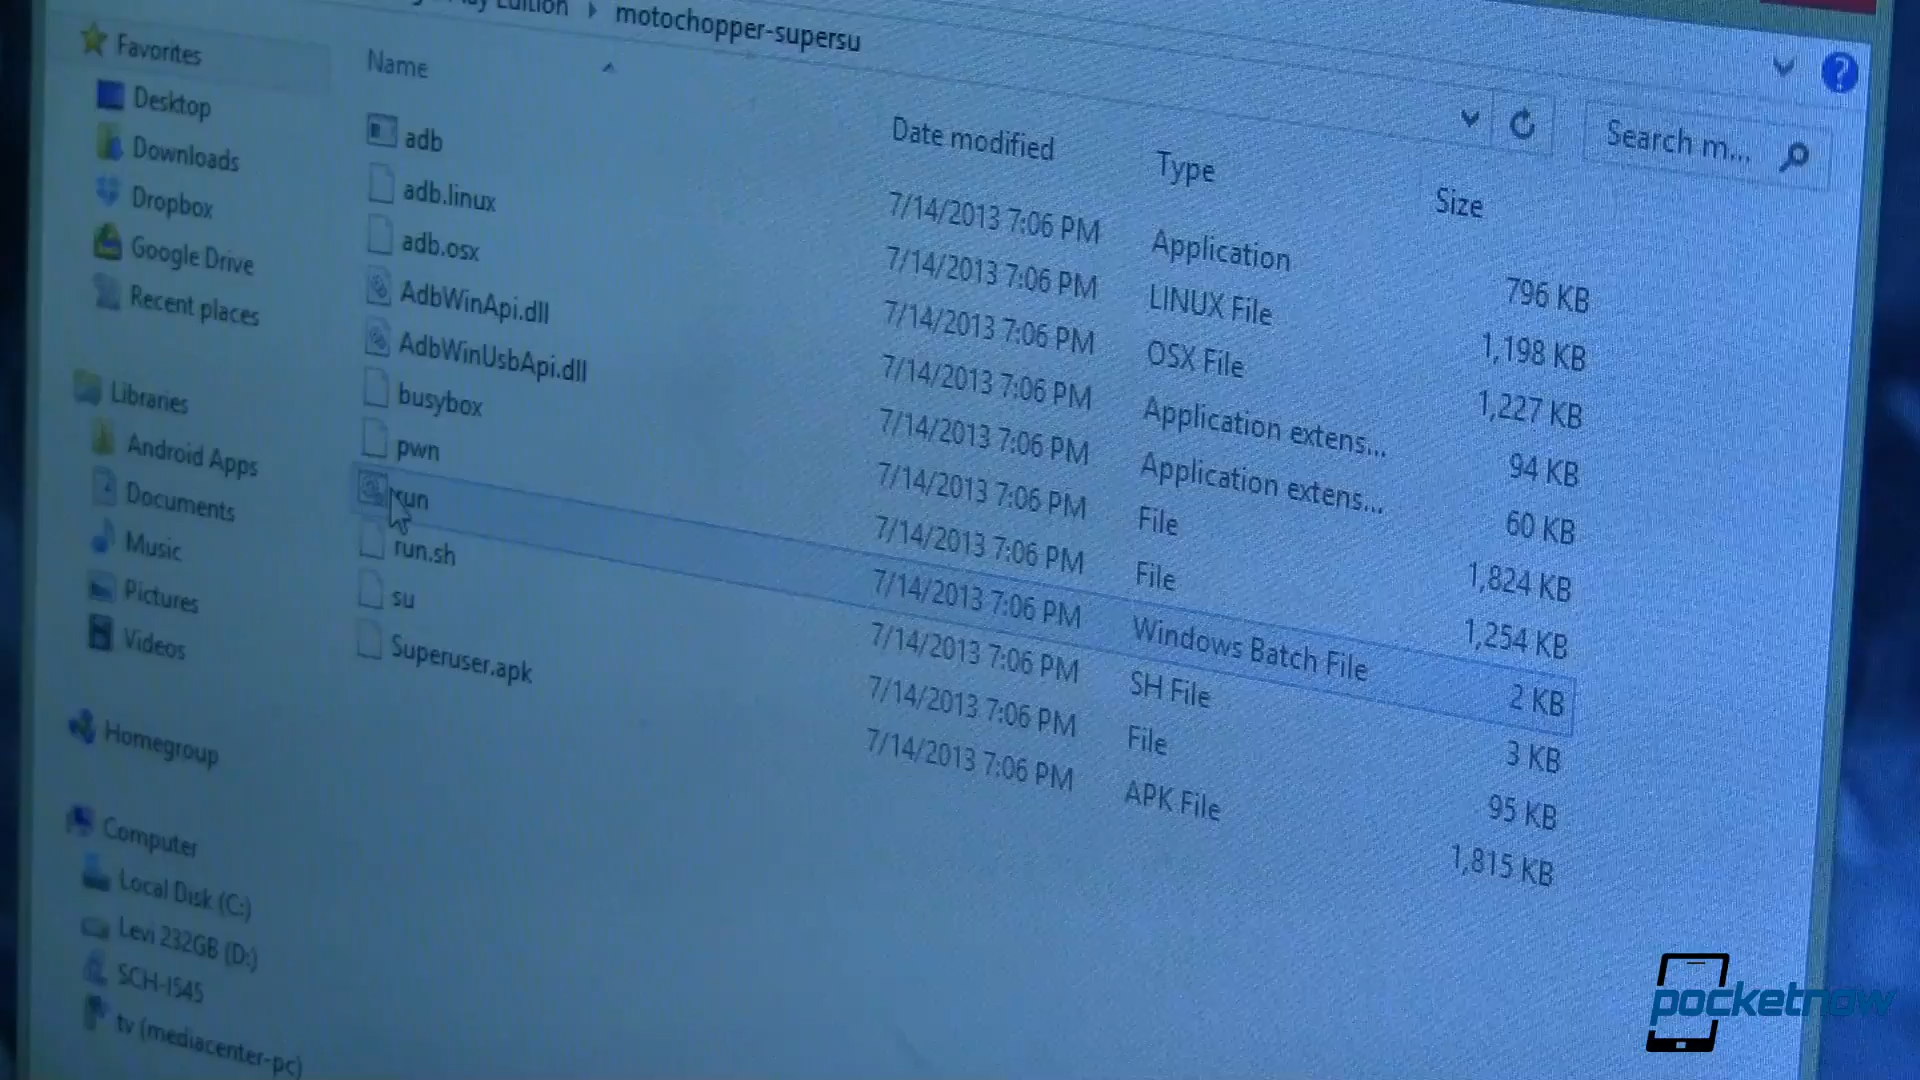 Edition ▸ motochopper-supersu
Search m...
Favorites
Desktop
Downloads
Dropbox
Google Drive
Recent places
Libraries
Android Apps
Documents
Music
Pictures
Videos
Homegroup
Computer
Local Disk (C:)
Levi 232GB (D:)
SCH-I545
tv (mediacenter-pc)
Name Date modified Type Size
adb 7/14/2013 7:06 PM Application 796 KB
adb.linux 7/14/2013 7:06 PM LINUX File 1,198 KB
adb.osx 7/14/2013 7:06 PM OSX File 1,227 KB
AdbWinApi.dll 7/14/2013 7:06 PM Application extens... 94 KB
AdbWinUsbApi.dll 7/14/2013 7:06 PM Application extens... 60 KB
busybox 7/14/2013 7:06 PM File 1,824 KB
pwn 7/14/2013 7:06 PM File 1,254 KB
run 7/14/2013 7:06 PM Windows Batch File 2 KB
run.sh 7/14/2013 7:06 PM SH File 3 KB
su 7/14/2013 7:06 PM File 95 KB
Superuser.apk 7/14/2013 7:06 PM APK File 1,815 KB
pocketnow